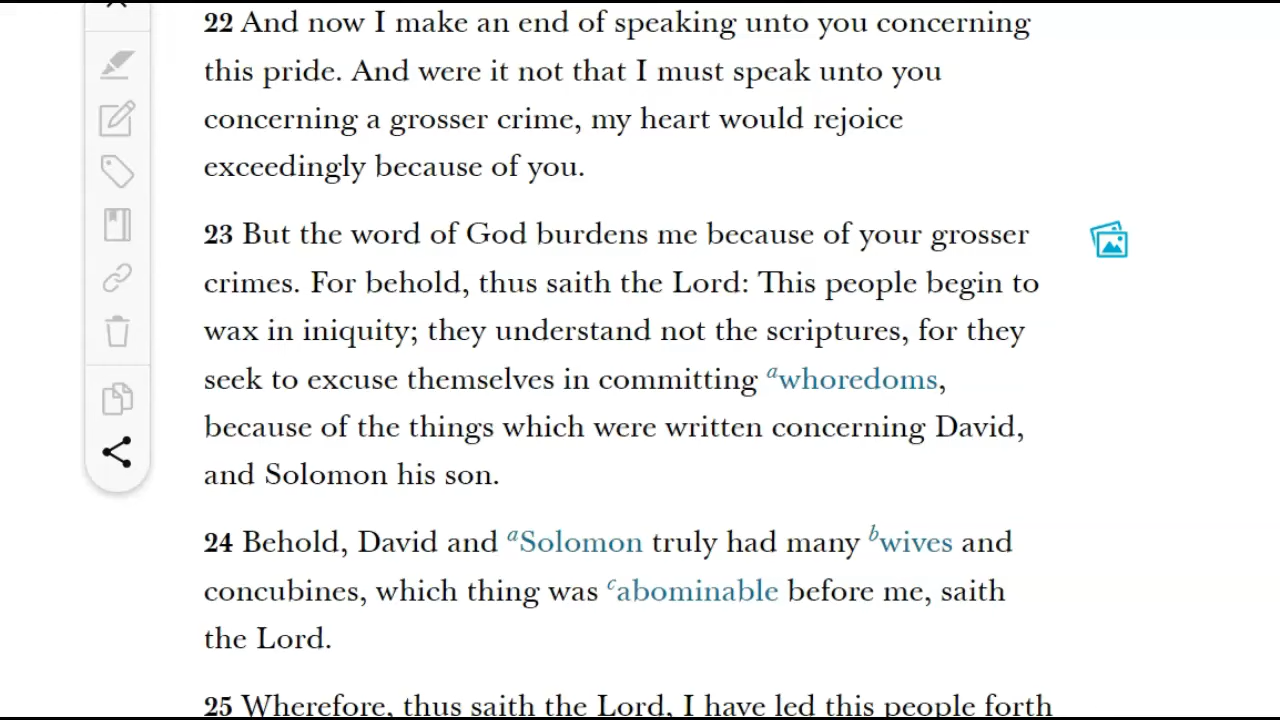 22 And now I make an end of speaking unto you concerning
this pride. And were it not that I must speak unto you
concerning a grosser crime, my heart would rejoice
exceedingly because of you.
23 But the word of God burdens me because of your grosser
crimes. For behold, thus saith the Lord: This people begin to
wax in iniquity; they understand not the scriptures, for they
seek to excuse themselves in committing a whoredoms,
because of the things which were written concerning David,
and Solomon his son.
24 Behold, David and a Solomon truly had many b wives and
concubines, which thing was c abominable before me, saith
the Lord.
25 Wherefore, thus saith the Lord, I have led this people forth